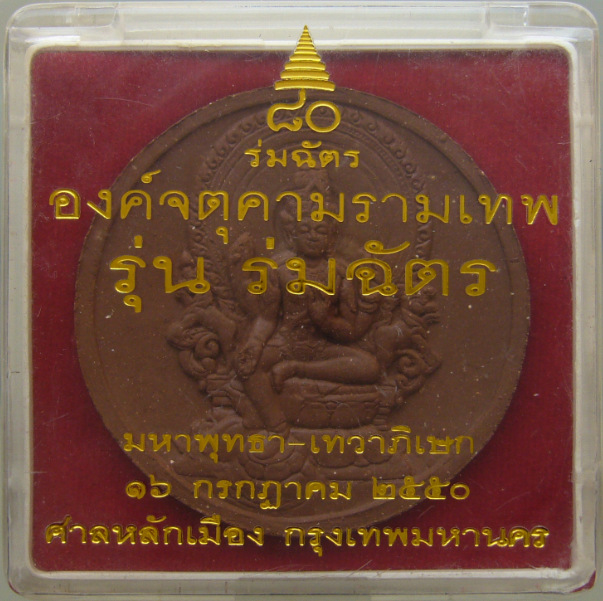 ๘๐
ร่มฉัตร
องค์จตุคามรามเทพ
รุ่น ร่มฉัตร
มหาพุทธา-เทวาภิเษก
๑๖ กรกฎาคม ๒๕๕๐
ศาลหลักเมือง กรุงเทพมหานคร